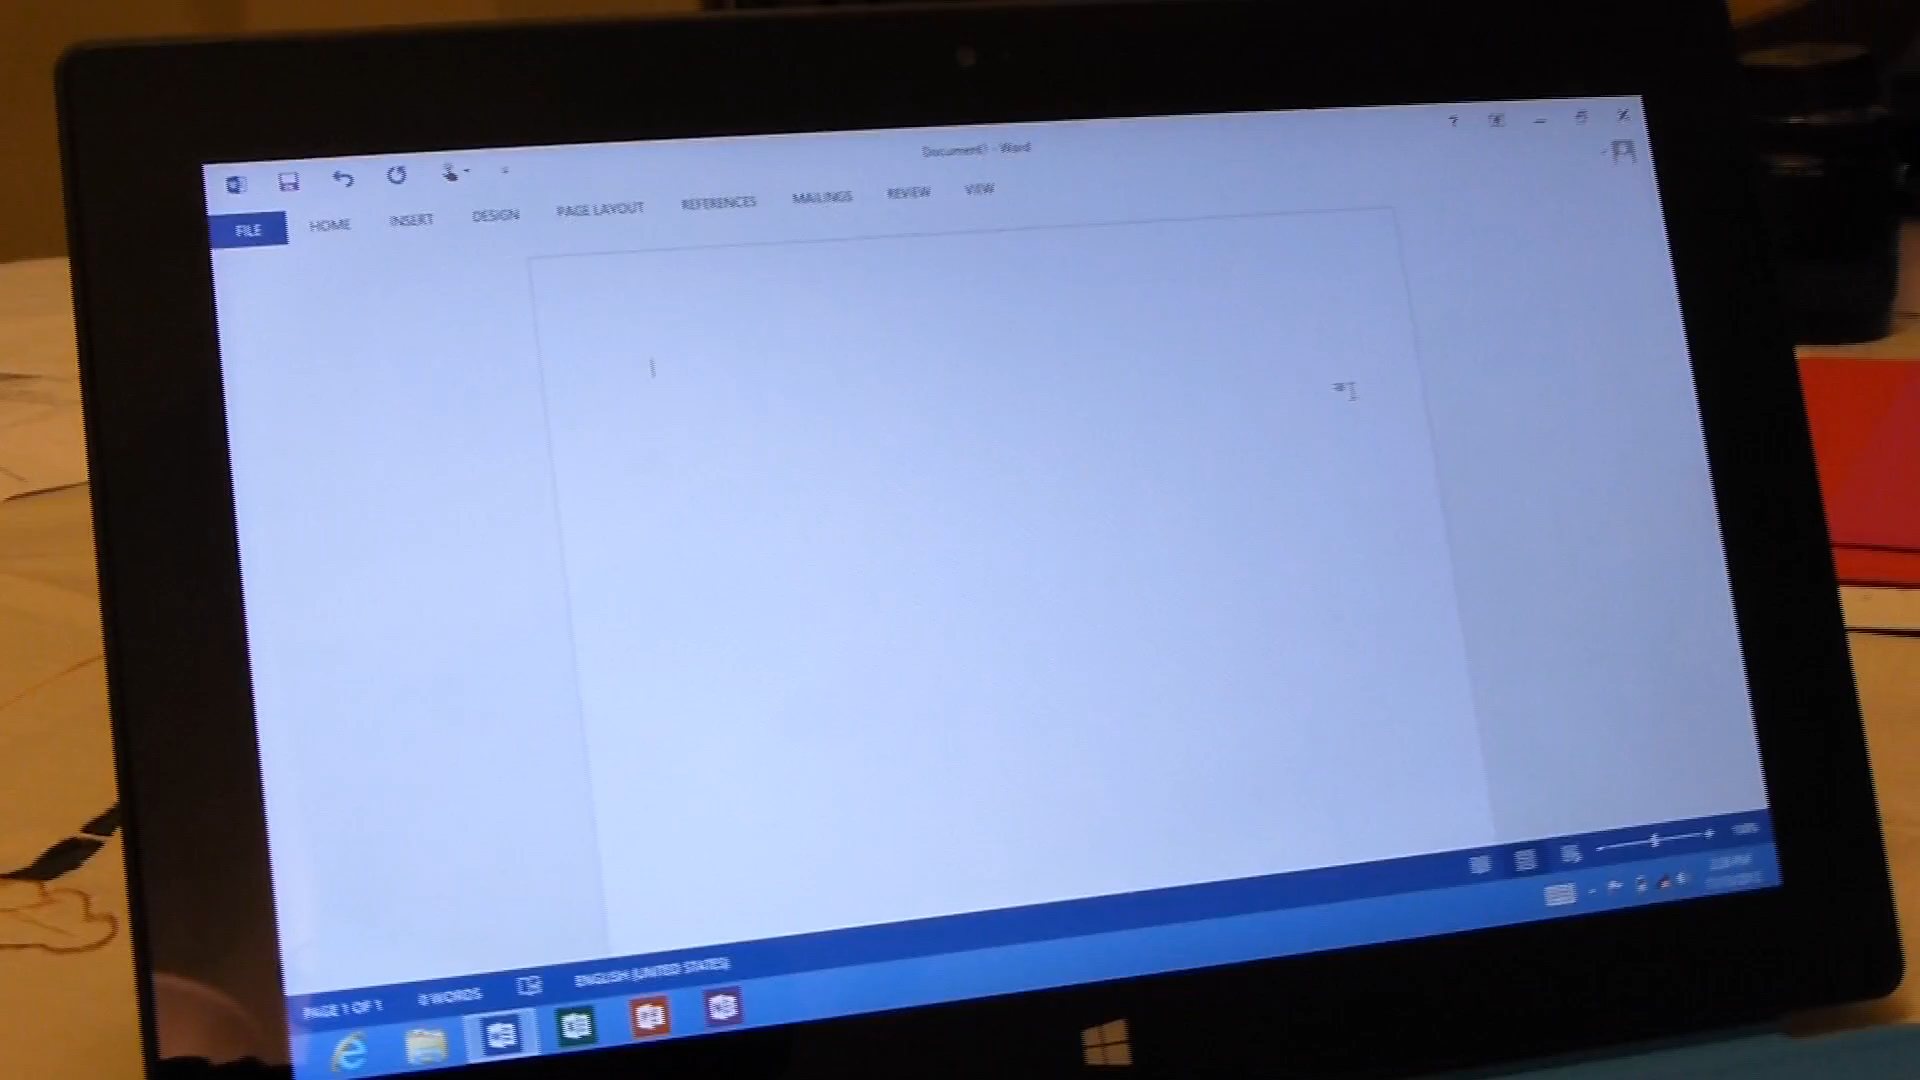 Document1 - Word
FILE HOME INSERT DESIGN PAGE LAYOUT REFERENCES MAILINGS REVIEW VIEW
PAGE 1 OF 1 0 WORDS ENGLISH (UNITED STATES)
100%